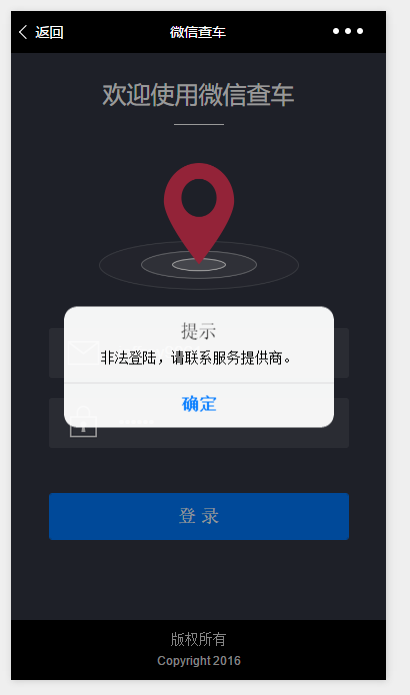 返回
微信查车
欢迎使用微信查车
提示
非法登陆，请联系服务提供商。
确定
登 录
版权所有
Copyright 2016